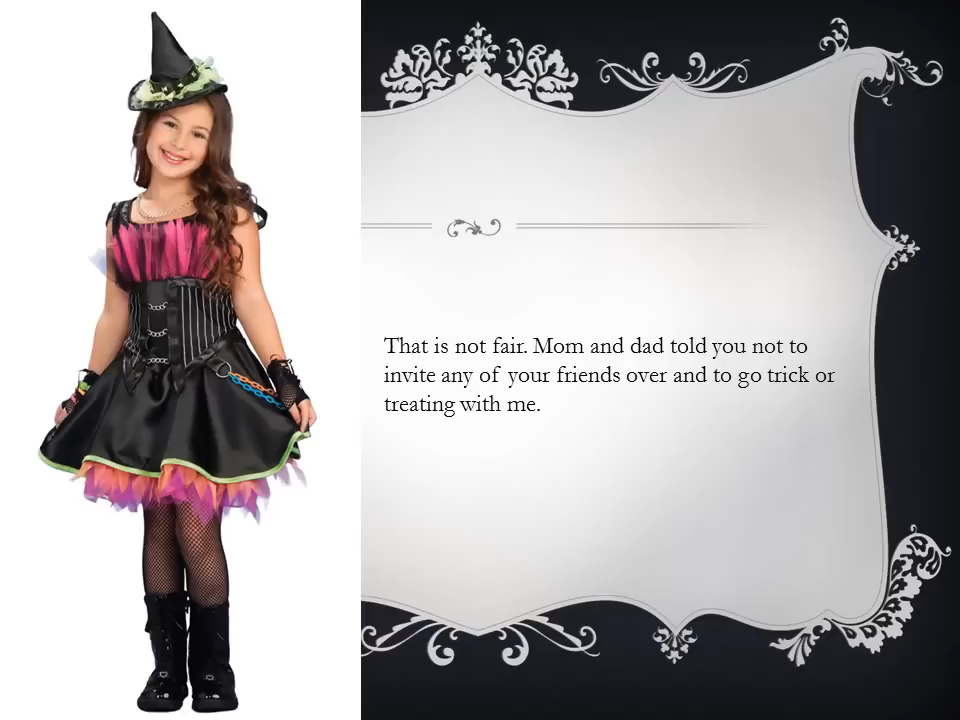 That is not fair. Mom and dad told you not to
invite any of your friends over and to go trick or
treating with me.